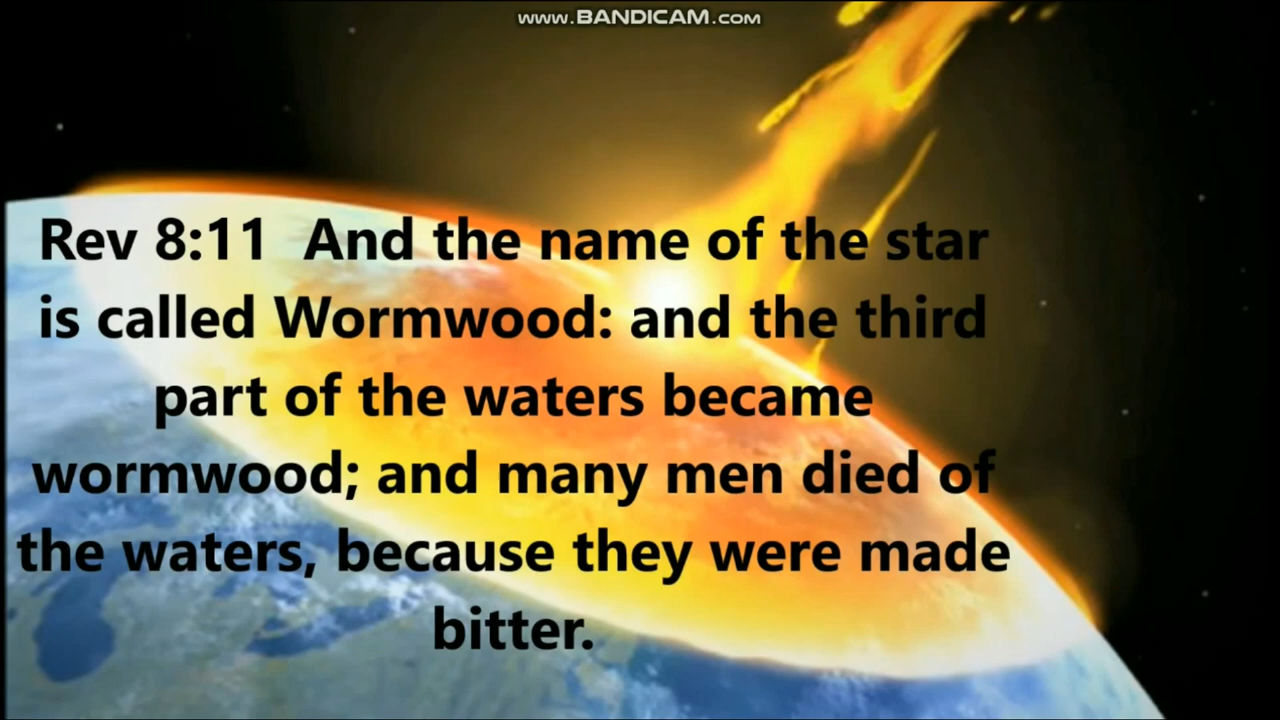 www.BANDICAM.com
Rev 8:11  And the name of the star
is called Wormwood: and the third
part of the waters became
wormwood; and many men died of
the waters, because they were made
bitter.